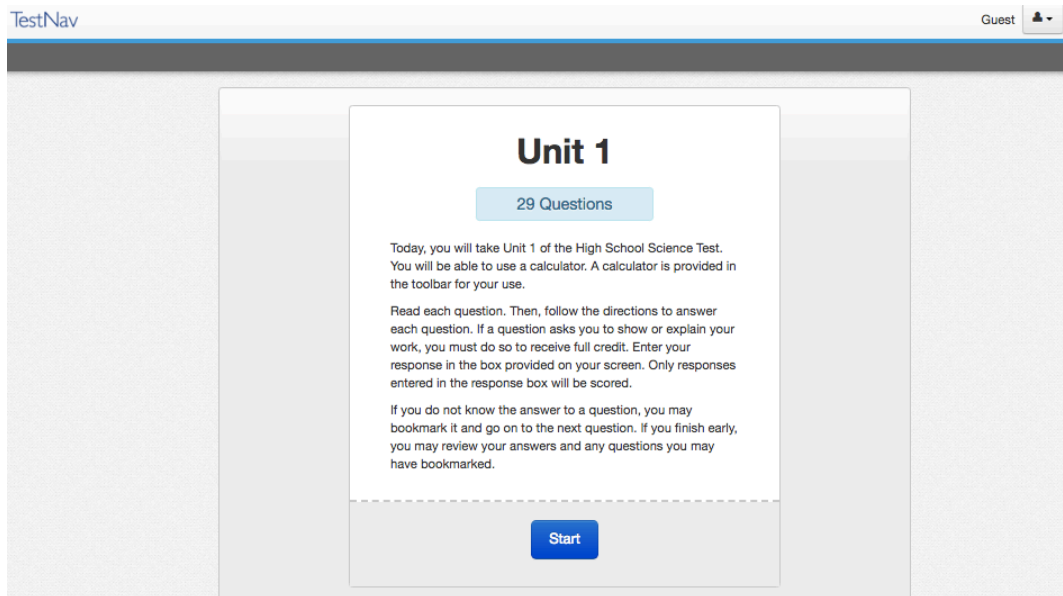 TestNav
Guest
Unit 1
29 Questions
Today, you will take Unit 1 of the High School Science Test.
You will be able to use a calculator. A calculator is provided in
the toolbar for your use.
Read each question. Then, follow the directions to answer
each question. If a question asks you to show or explain your
work, you must do so to receive full credit. Enter your
response in the box provided on your screen. Only responses
entered in the response box will be scored.
If you do not know the answer to a question, you may
bookmark it and go on to the next question. If you finish early,
you may review your answers and any questions you may
have bookmarked.
Start